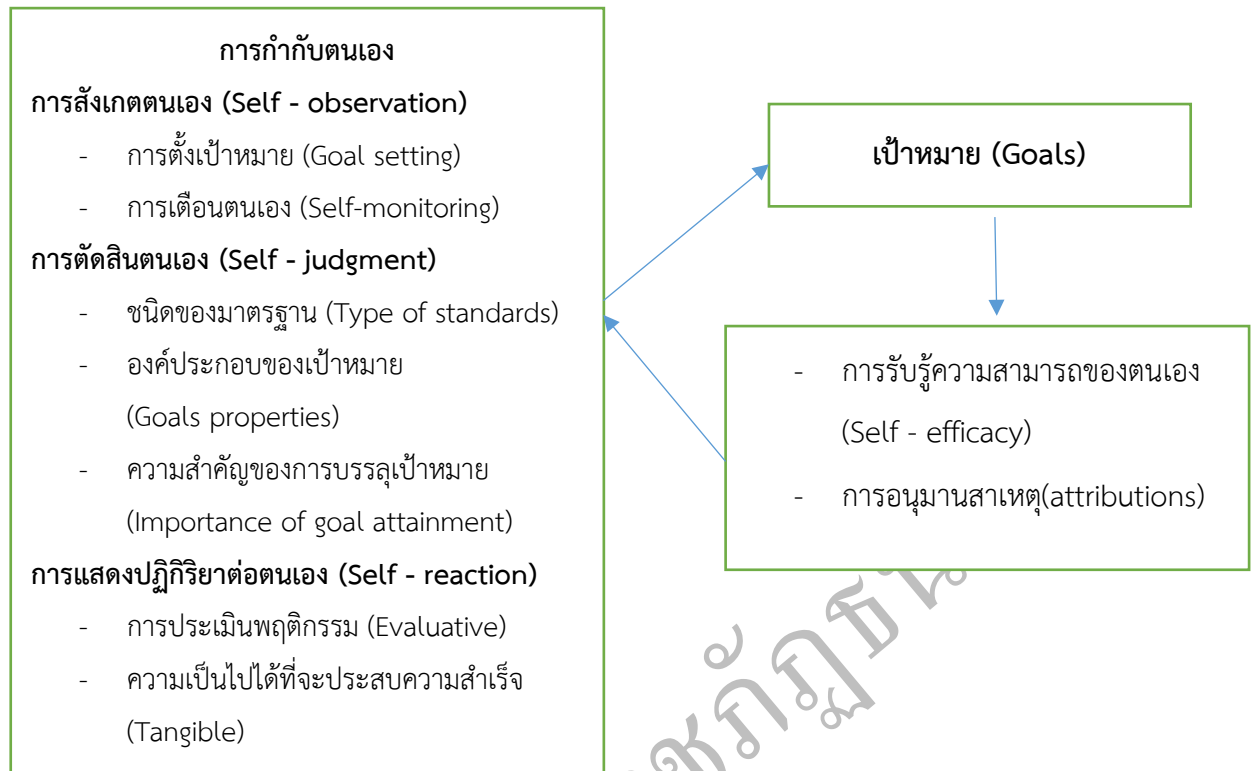 การกำกับตนเอง
การสังเกตตนเอง (Self - observation)
- การตั้งเป้าหมาย (Goal setting)
- การเตือนตนเอง (Self-monitoring)
การตัดสินตนเอง (Self - judgment)
- ชนิดของมาตรฐาน (Type of standards)
- องค์ประกอบของเป้าหมาย
(Goals properties)
- ความสำคัญของการบรรลุเป้าหมาย
(Importance of goal attainment)
การแสดงปฏิกิริยาต่อตนเอง (Self - reaction)
- การประเมินพฤติกรรม (Evaluative)
- ความเป็นไปได้ที่จะประสบความสำเร็จ
(Tangible)
เป้าหมาย (Goals)
- การรับรู้ความสามารถของตนเอง
(Self - efficacy)
- การอนุมานสาเหตุ(attributions)